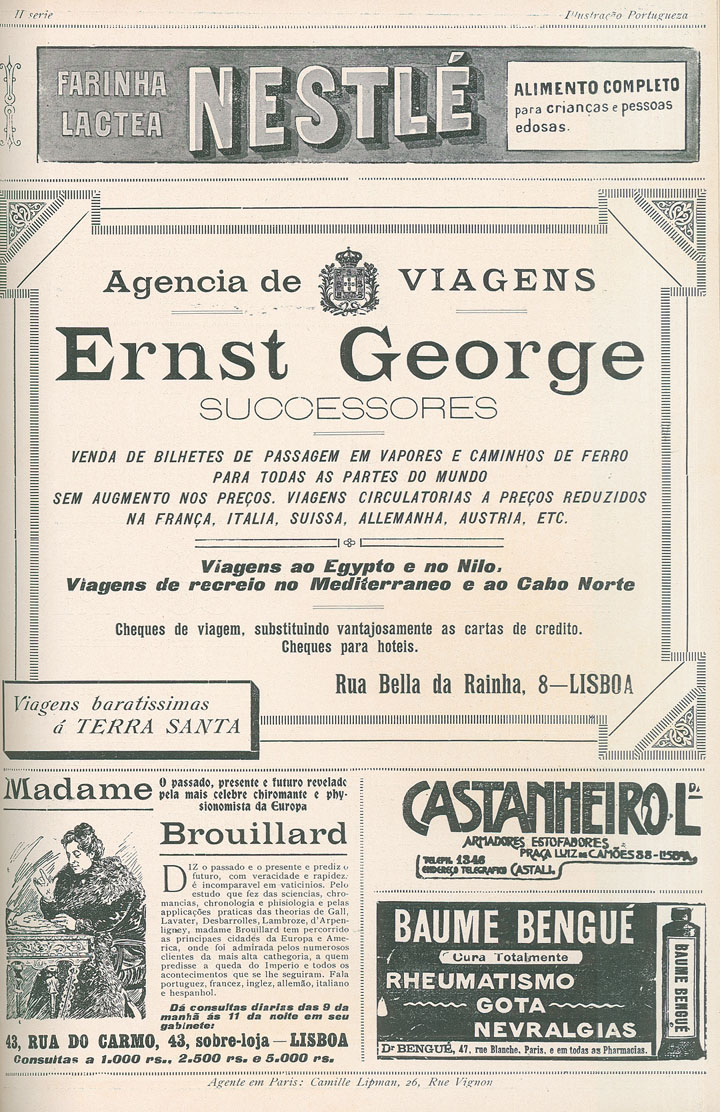 II serie
Illustração Portugueza
FARINHA
LACTEA
NESTLÉ
ALIMENTO COMPLETO
para crianças e pessoas
edosas.
Agencia de VIAGENS
Ernst George
SUCCESSORES
VENDA DE BILHETES DE PASSAGEM EM VAPORES E CAMINHOS DE FERRO
PARA TODAS AS PARTES DO MUNDO
SEM AUGMENTO NOS PREÇOS. VIAGENS CIRCULATORIAS A PREÇOS REDUZIDOS
NA FRANÇA, ITALIA, SUISSA, ALLEMANHA, AUSTRIA, ETC.
Viagens ao Egypto e no Nilo.
Viagens de recreio no Mediterraneo e ao Cabo Norte
Cheques de viagem, substituindo vantajosamente as cartas de credito.
Cheques para hoteis.
Rua Bella da Rainha, 8—LISBOA
Viagens baratissimas
á TERRA SANTA
Madame
O passado, presente e futuro revelado
pela mais celebre chiromante e phy-
sionomista da Europa
Brouillard
DIZ o passado e o presente e prediz o
futuro, com veracidade e rapidez:
é incomparavel em vaticinios. Pelo
estudo que fez das sciencias, chro-
mancias, chronologia e phisiologia e pelas
applicações praticas das theorias de Gall,
Lavater, Desbarrolles, Lambroze, d'Arpen-
ligney, madame Brouillard tem percorrido
as principaes cidades da Europa e Ame-
rica, onde foi admirada pelos numerosos
clientes da mais alta cathegoria, a quem
predisse a queda do Imperio e todos os
acontecimentos que se lhe seguiram. Fala
portuguez, francez, inglez, allemão, italiano
e hespanhol.
Dá consultas diarias das 9 da
manhã ás 11 da noite em seu
gabinete:
43, RUA DO CARMO, 43, sobre-loja—LISBOA
Consultas a 1.000 rs., 2.500 rs. e 5.000 rs.
CASTANHEIRO. L.DA
ARMADORES ESTOFADORES
PRAÇA LUIZ DE CAMÕES 38-LISBOA
TELEPH. 1346
ENDEREÇO TELEGRAFICO CASTALL.
BAUME BENGUÉ
Cura Totalmente
RHEUMATISMO
GOTA
NEVRALGIAS
BAUME BENGUÉ
Dr BENGUÉ, 47, rue Blanche, Paris, e em todas as Pharmacias.
Agente em Paris: Camille Lipman, 26, Rue Vignon